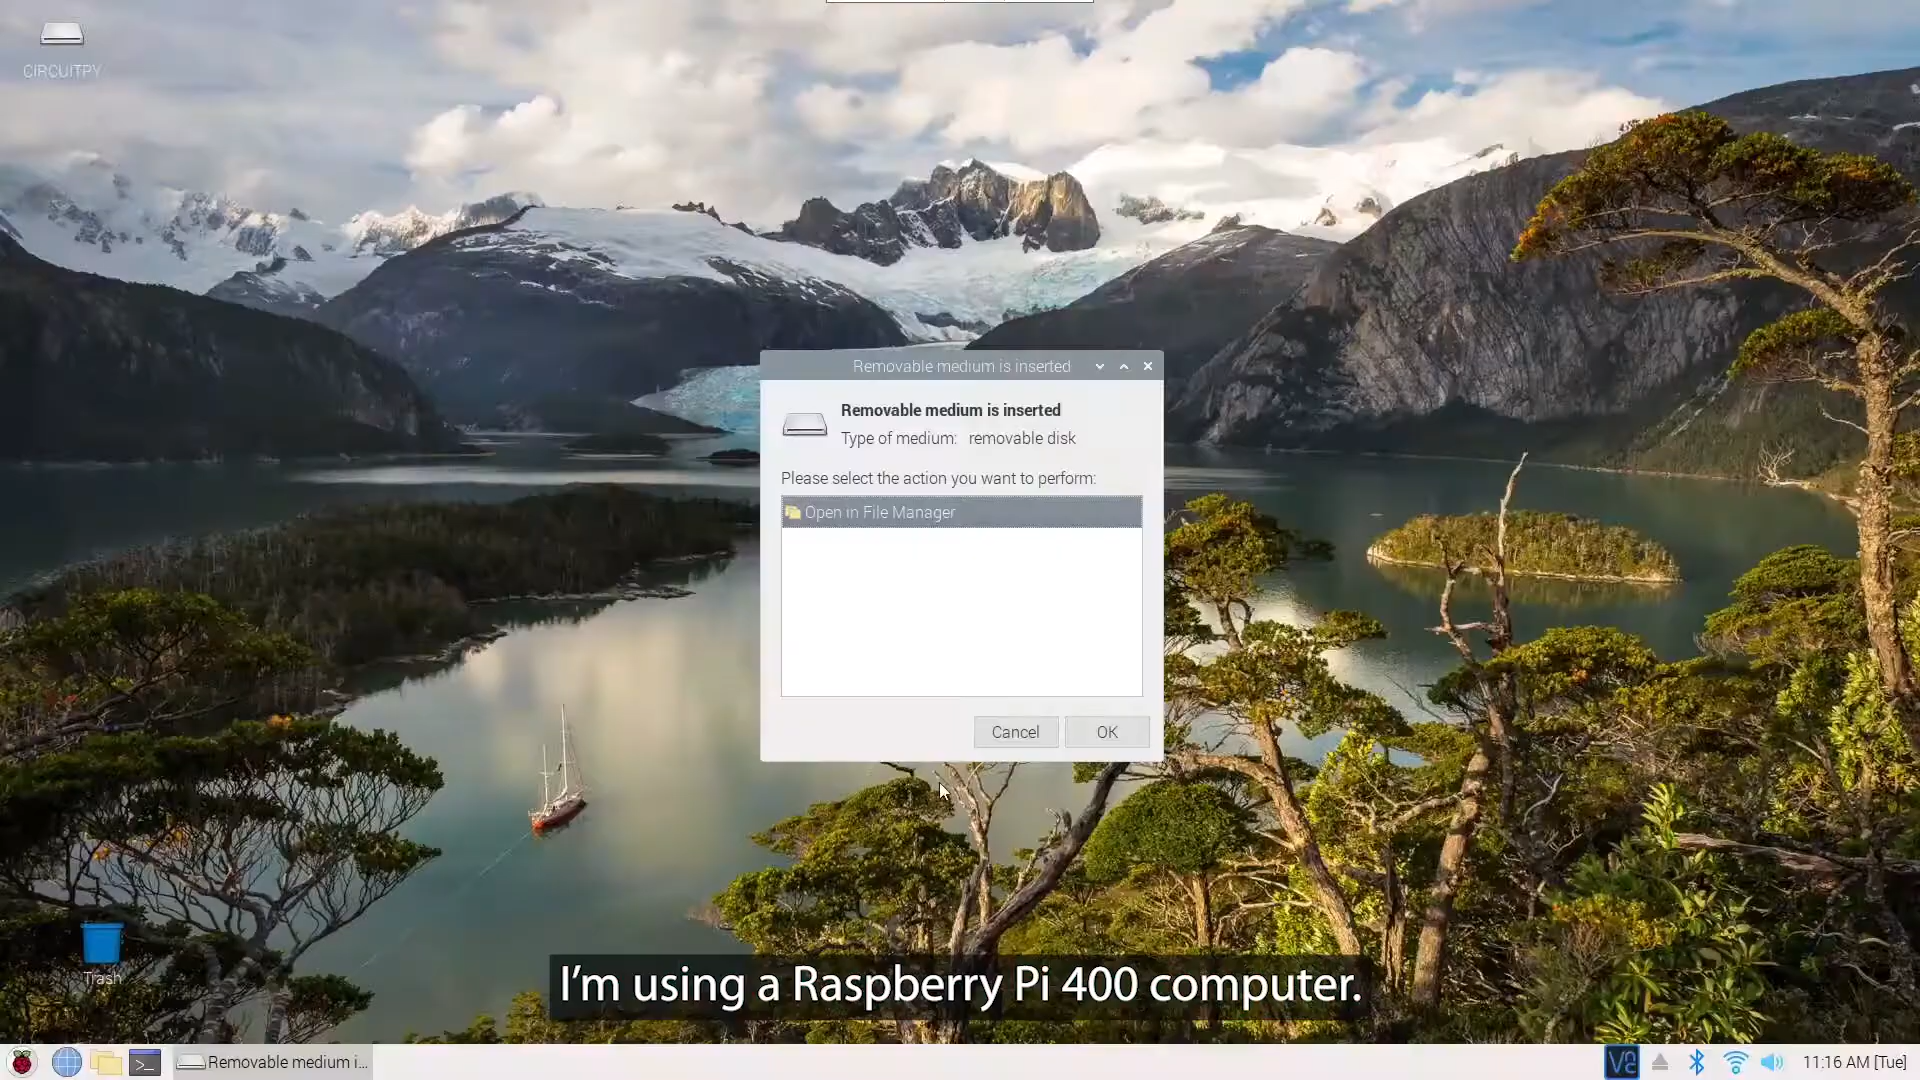 CIRCUITPY
Removable medium is inserted
Removable medium is inserted
Type of medium: removable disk
Please select the action you want to perform:
Open in File Manager
Cancel
OK
Trash
I’m using a Raspberry Pi 400 computer.
Removable medium i...
11:16 AM [Tue]